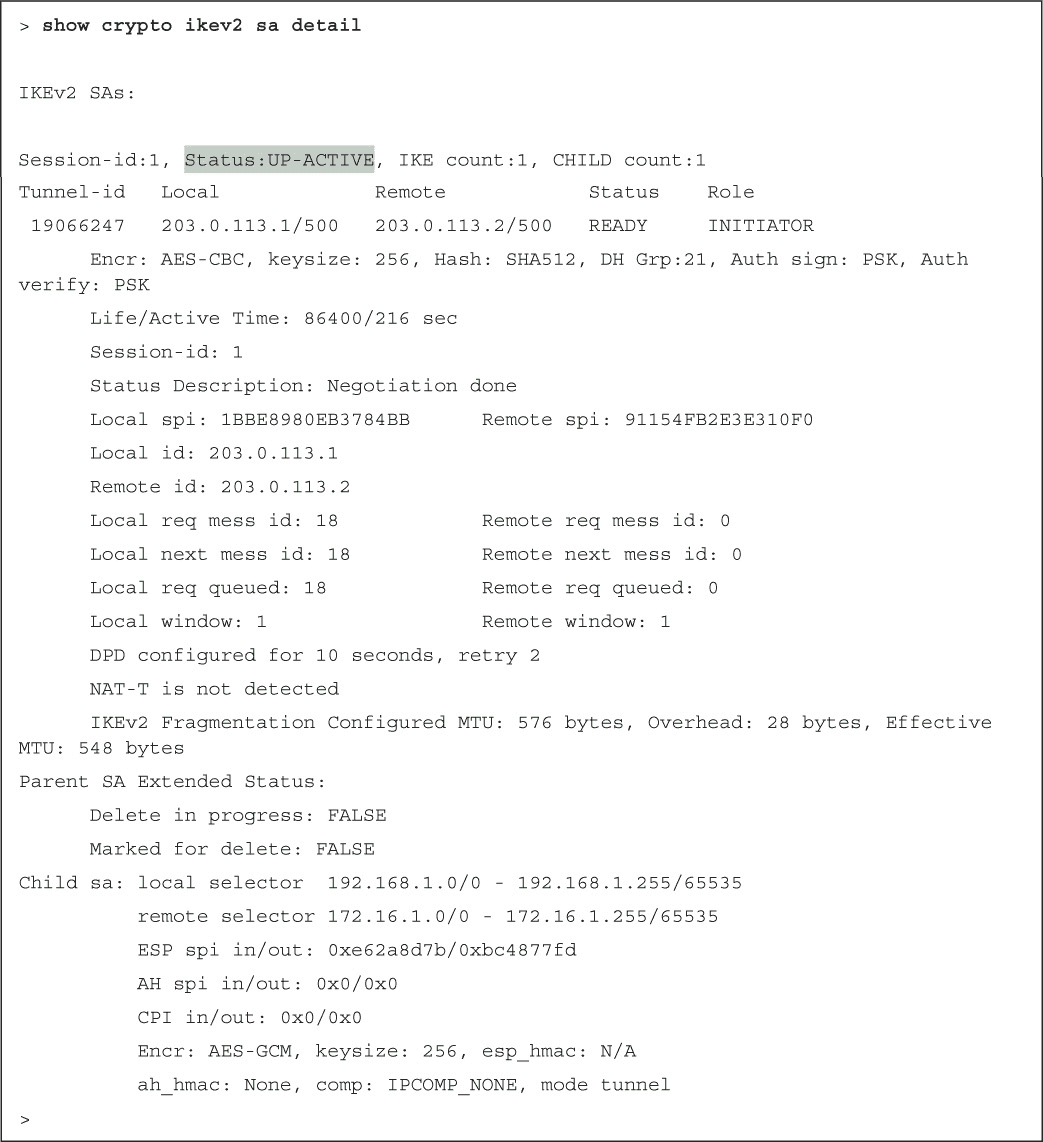 > show crypto ikev2 sa detail
IKEv2 SAs:
Session-id:1, Status:UP-ACTIVE, IKE count:1, CHILD count:1
Tunnel-id   Local             Remote            Status    Role
 19066247   203.0.113.1/500   203.0.113.2/500   READY     INITIATOR
      Encr: AES-CBC, keysize: 256, Hash: SHA512, DH Grp:21, Auth sign: PSK, Auth
verify: PSK
      Life/Active Time: 86400/216 sec
      Session-id: 1
      Status Description: Negotiation done
      Local spi: 1BBE8980EB3784BB      Remote spi: 91154FB2E3E310F0
      Local id: 203.0.113.1
      Remote id: 203.0.113.2
      Local req mess id: 18            Remote req mess id: 0
      Local next mess id: 18           Remote next mess id: 0
      Local req queued: 18             Remote req queued: 0
      Local window: 1                  Remote window: 1
      DPD configured for 10 seconds, retry 2
      NAT-T is not detected
      IKEv2 Fragmentation Configured MTU: 576 bytes, Overhead: 28 bytes, Effective
MTU: 548 bytes
Parent SA Extended Status:
      Delete in progress: FALSE
      Marked for delete: FALSE
Child sa: local selector  192.168.1.0/0 - 192.168.1.255/65535
          remote selector 172.16.1.0/0 - 172.16.1.255/65535
          ESP spi in/out: 0xe62a8d7b/0xbc4877fd
          AH spi in/out: 0x0/0x0
          CPI in/out: 0x0/0x0
          Encr: AES-GCM, keysize: 256, esp_hmac: N/A
          ah_hmac: None, comp: IPCOMP_NONE, mode tunnel
>